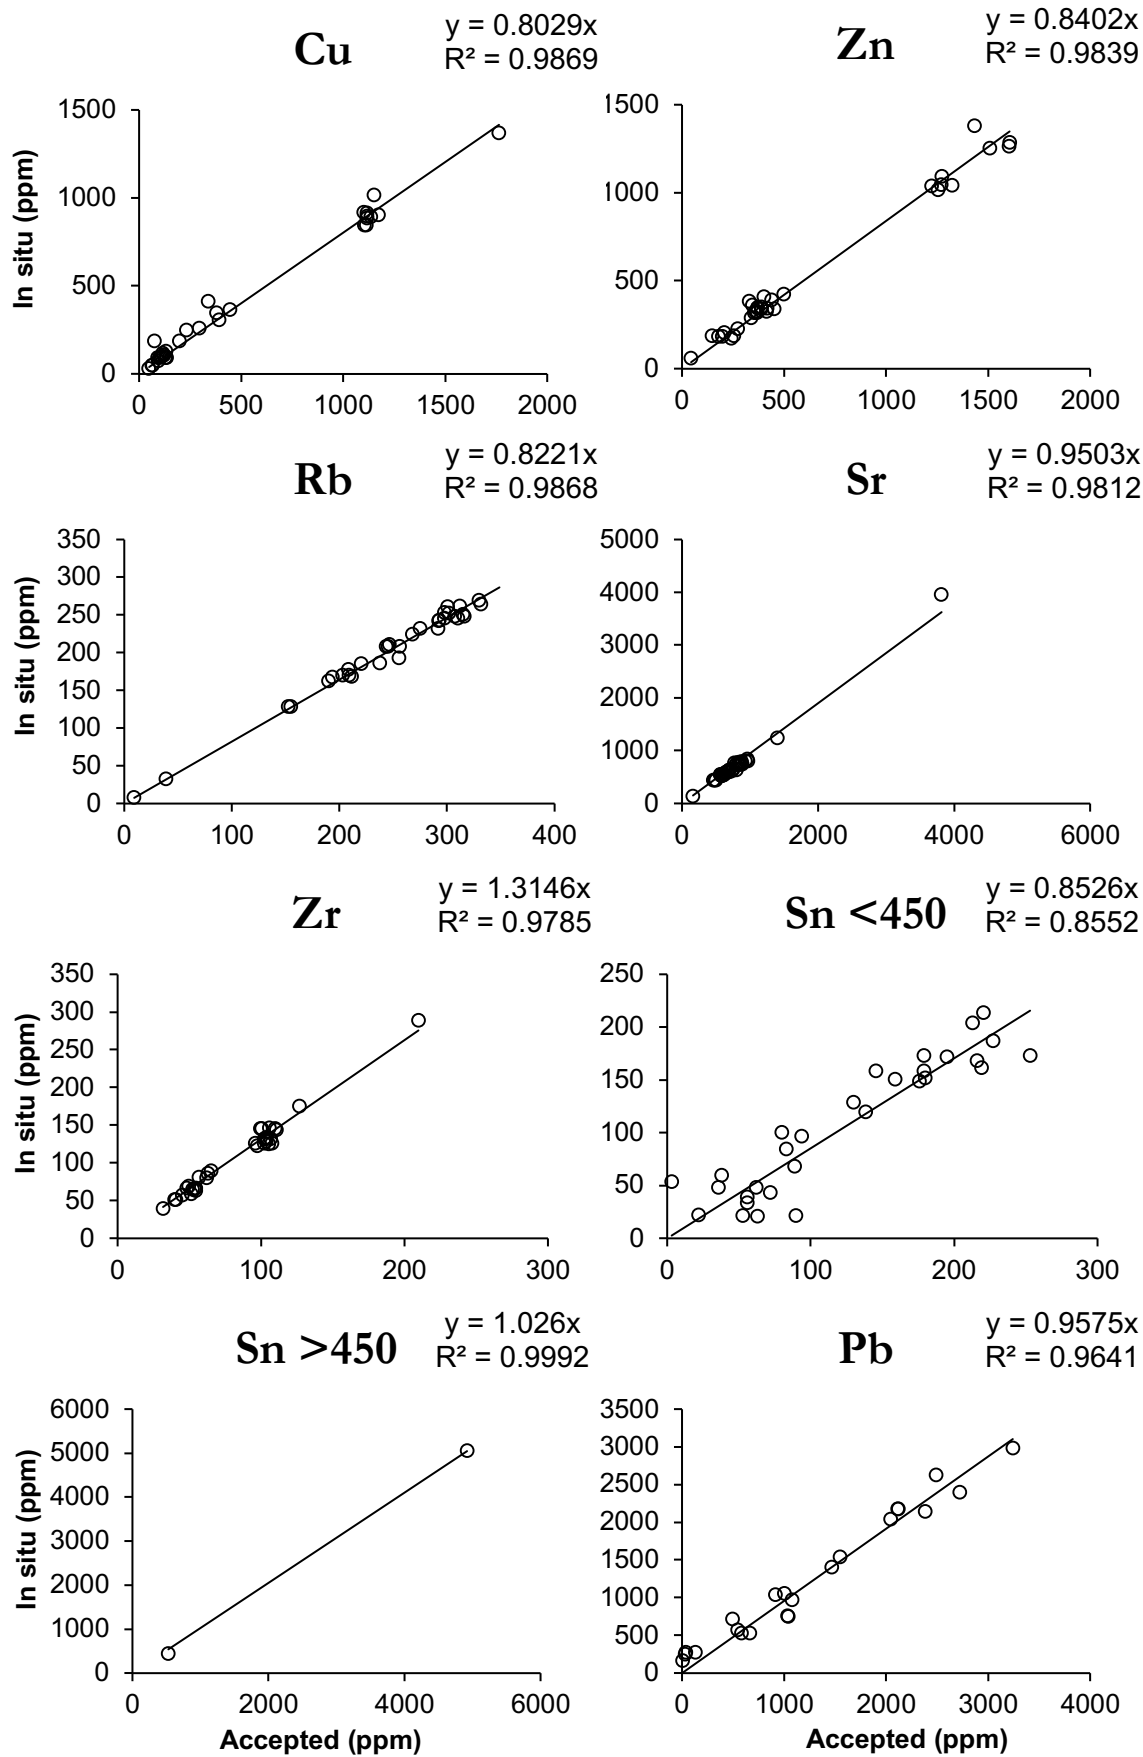 Cu
y = 0.8029x
R² = 0.9869
Zn
y = 0.8402x
R² = 0.9839
In situ (ppm)
1500
1000
500
0
0 500 1000 1500 2000
1500
1000
500
0
0 500 1000 1500 2000
Rb
y = 0.8221x
R² = 0.9868
Sr
y = 0.9503x
R² = 0.9812
In situ (ppm)
350
300
250
200
150
100
50
0
0 100 200 300 400
5000
4000
3000
2000
1000
0
0 2000 4000 6000
Zr
y = 1.3146x
R² = 0.9785
Sn <450
y = 0.8526x
R² = 0.8552
In situ (ppm)
350
300
250
200
150
100
50
0
0 100 200 300
250
200
150
100
50
0
0 100 200 300
Sn >450
y = 1.026x
R² = 0.9992
Pb
y = 0.9575x
R² = 0.9641
In situ (ppm)
6000
5000
4000
3000
2000
1000
0
0 2000 4000 6000
Accepted (ppm)
3500
3000
2500
2000
1500
1000
500
0
0 1000 2000 3000 4000
Accepted (ppm)